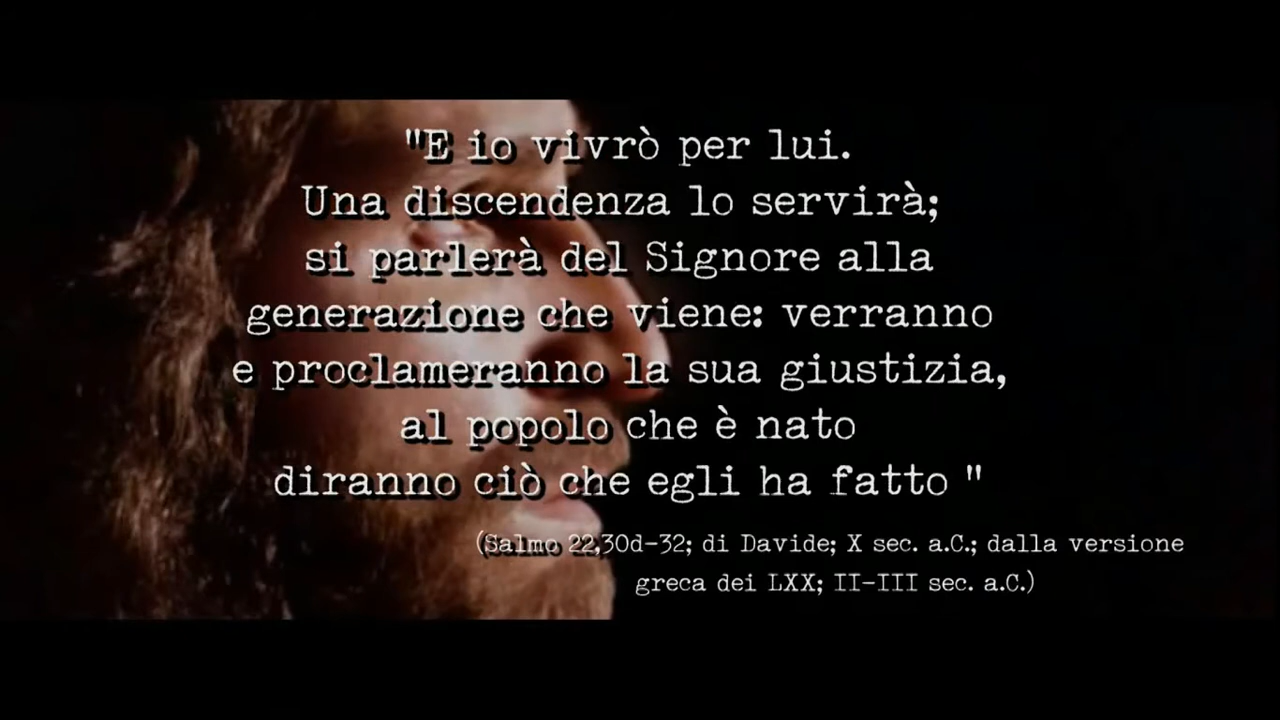 "E io vivrò per lui.
Una discendenza lo servirà;
si parlerà del Signore alla
generazione che viene: verranno
e proclameranno la sua giustizia,
al popolo che è nato
diranno ciò che egli ha fatto "
(Salmo 22,30d-32; di Davide; X sec. a.C.; dalla versione
greca dei LXX; II-III sec. a.C.)